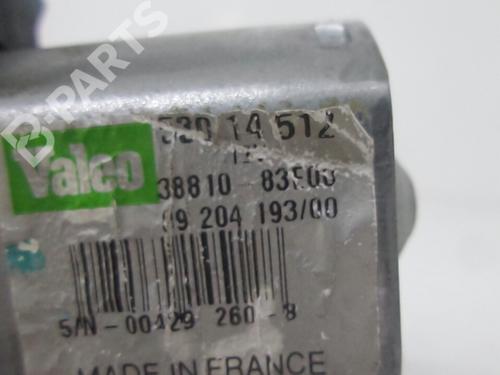 B-PARTS
Valeo
530 14 512
38810 - 83E00
09 204 193/00
S/N - 00429 260 - 8
MADE IN FRANCE